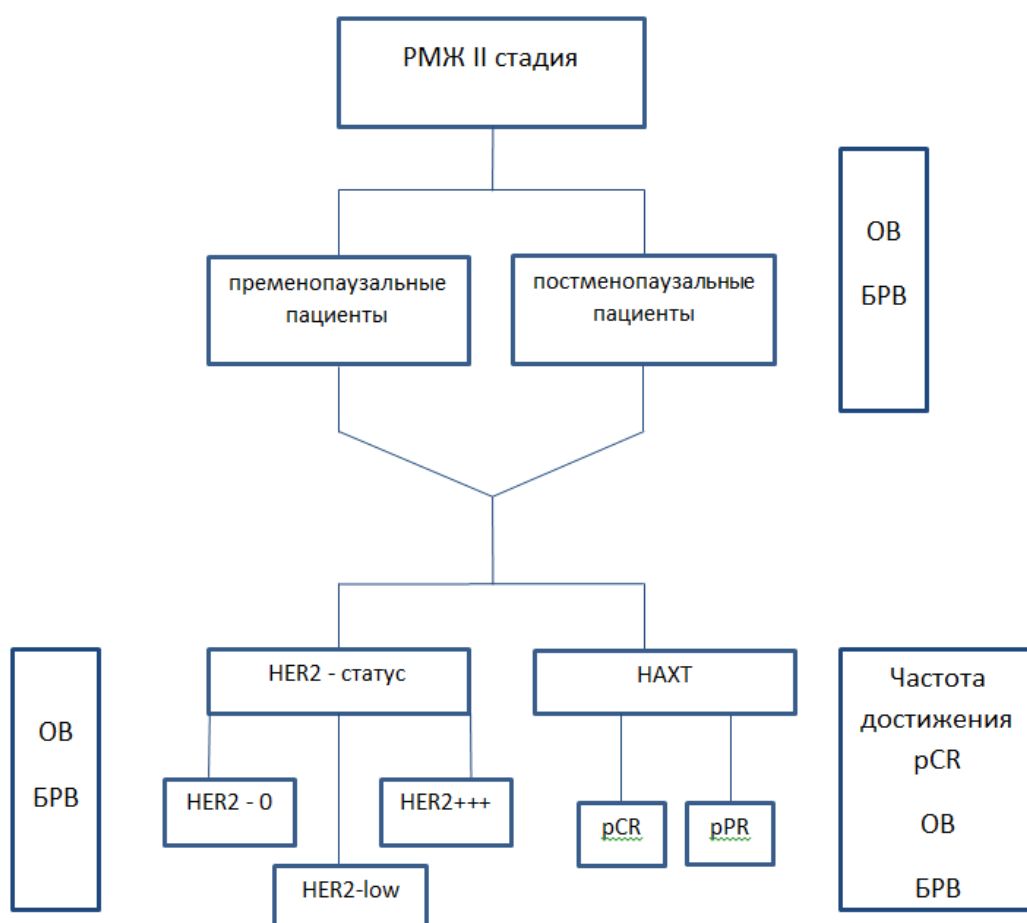 РМЖ II стадия
ОВ
БРВ
пременопаузальные
пациенты
постменопаузальные
пациенты
ОВ
БРВ
HER2 - статус
HER2 - 0
HER2-low
HER2+++
НАХТ
pCR
pPR
Частота
достижения
pCR
ОВ
БРВ